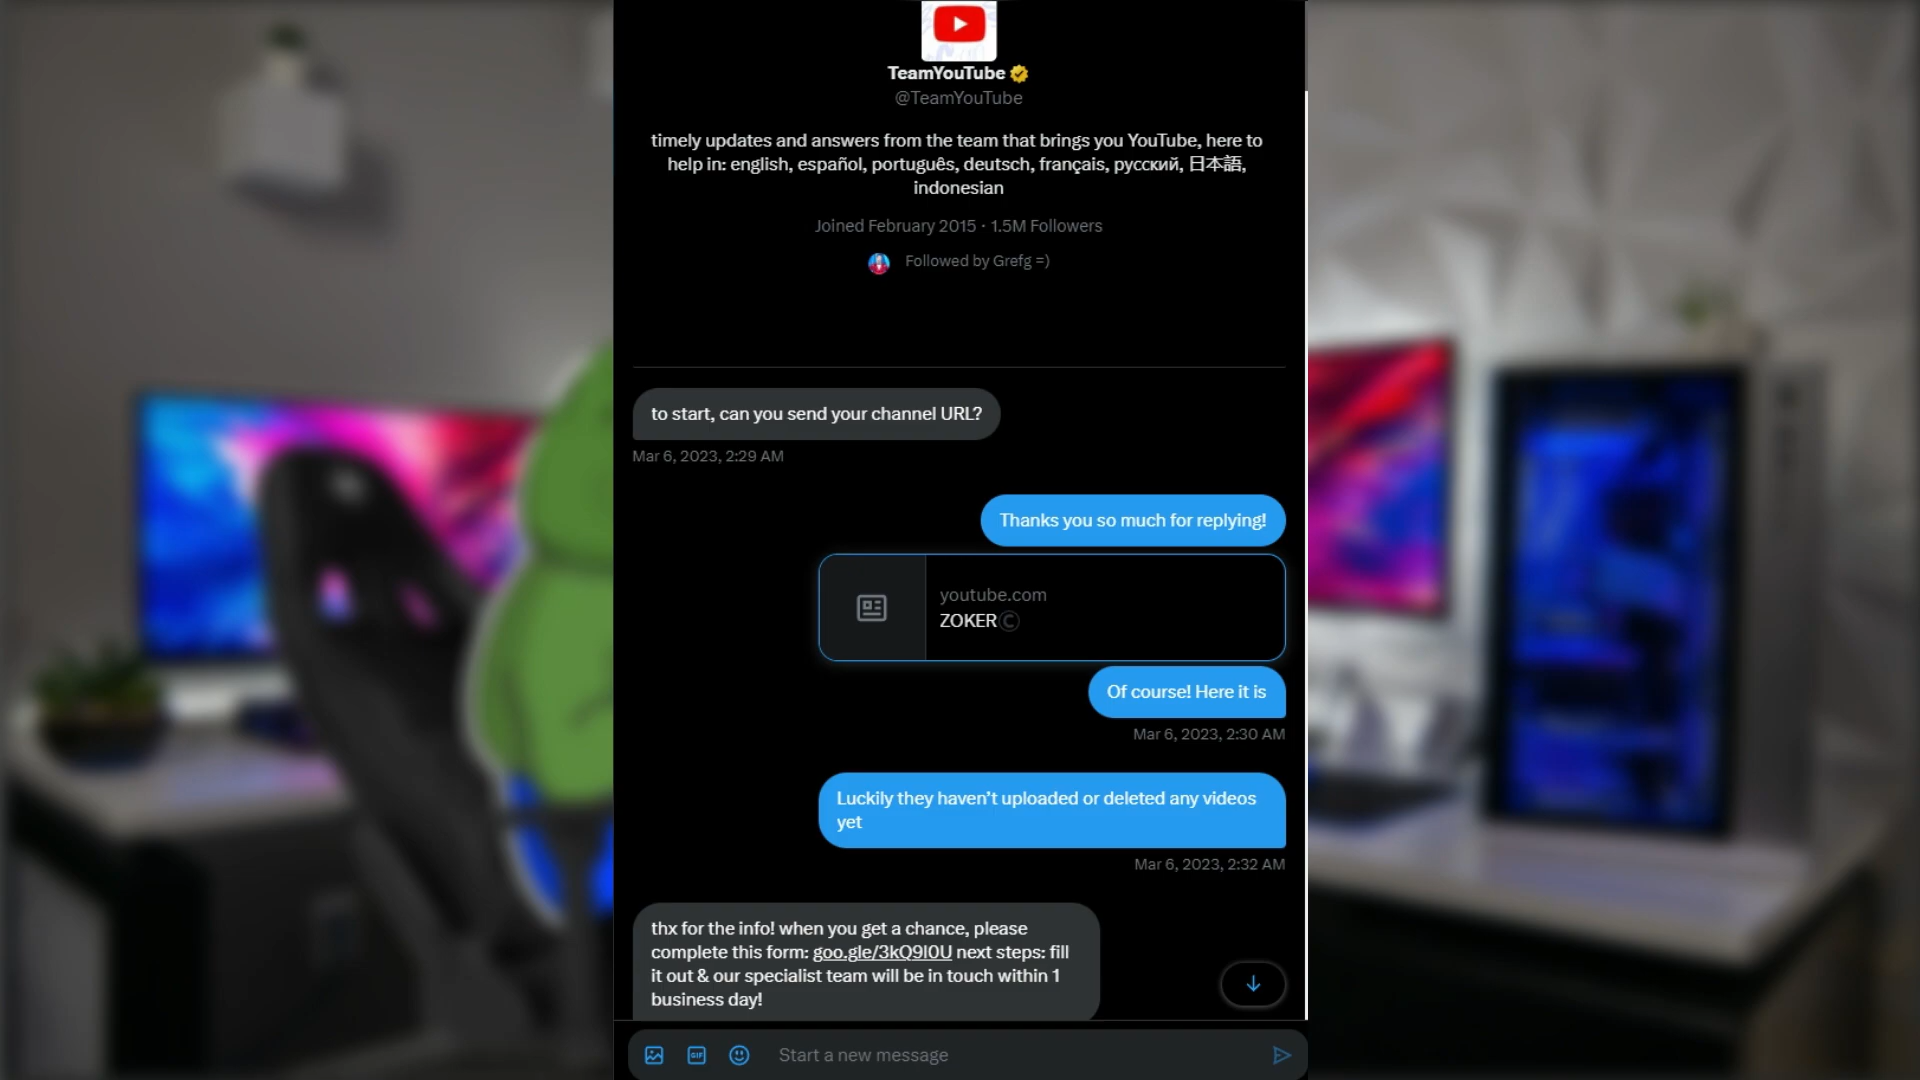 TeamYouTube
@TeamYouTube
timely updates and answers from the team that brings you YouTube, here to
help in: english, español, português, deutsch, français, русский, 日本語,
indonesian
Joined February 2015 · 1.5M Followers
Followed by Grefg =)
to start, can you send your channel URL?
Mar 6, 2023, 2:29 AM
Thanks you so much for replying!
youtube.com
ZOKER©
Of course! Here it is
Mar 6, 2023, 2:30 AM
Luckily they haven’t uploaded or deleted any videos
yet
Mar 6, 2023, 2:32 AM
thx for the info! when you get a chance, please
complete this form: goo.gle/3kQ9l0U next steps: fill
it out & our specialist team will be in touch within 1
business day!
GIF
Start a new message